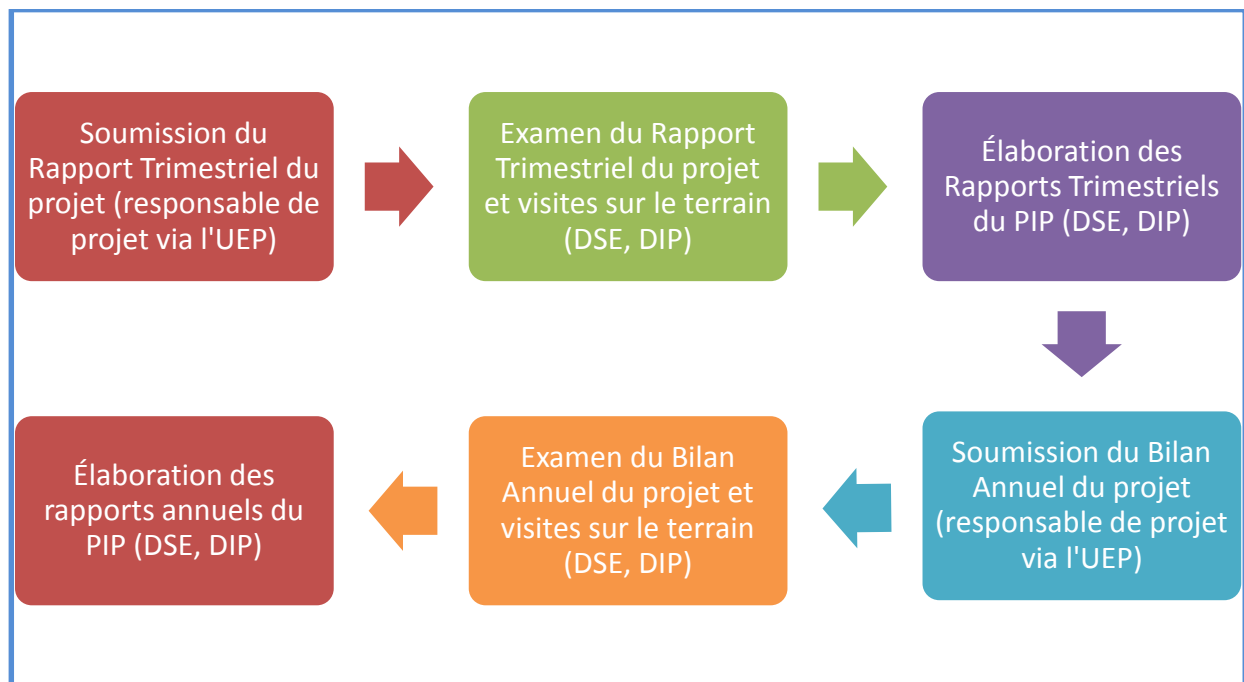 Soumission du
Rapport Trimestriel du
projet (responsable de
projet via l'UEP)
Examen du Rapport
Trimestriel du projet
et visites sur le terrain
(DSE, DIP)
Élaboration des
Rapports Trimestriels
du PIP (DSE, DIP)
Soumission du Bilan
Annuel du projet
(responsable de projet
via l'UEP)
Examen du Bilan
Annuel du projet et
visites sur le terrain
(DSE, DIP)
Élaboration des
rapports annuels du
PIP (DSE, DIP)